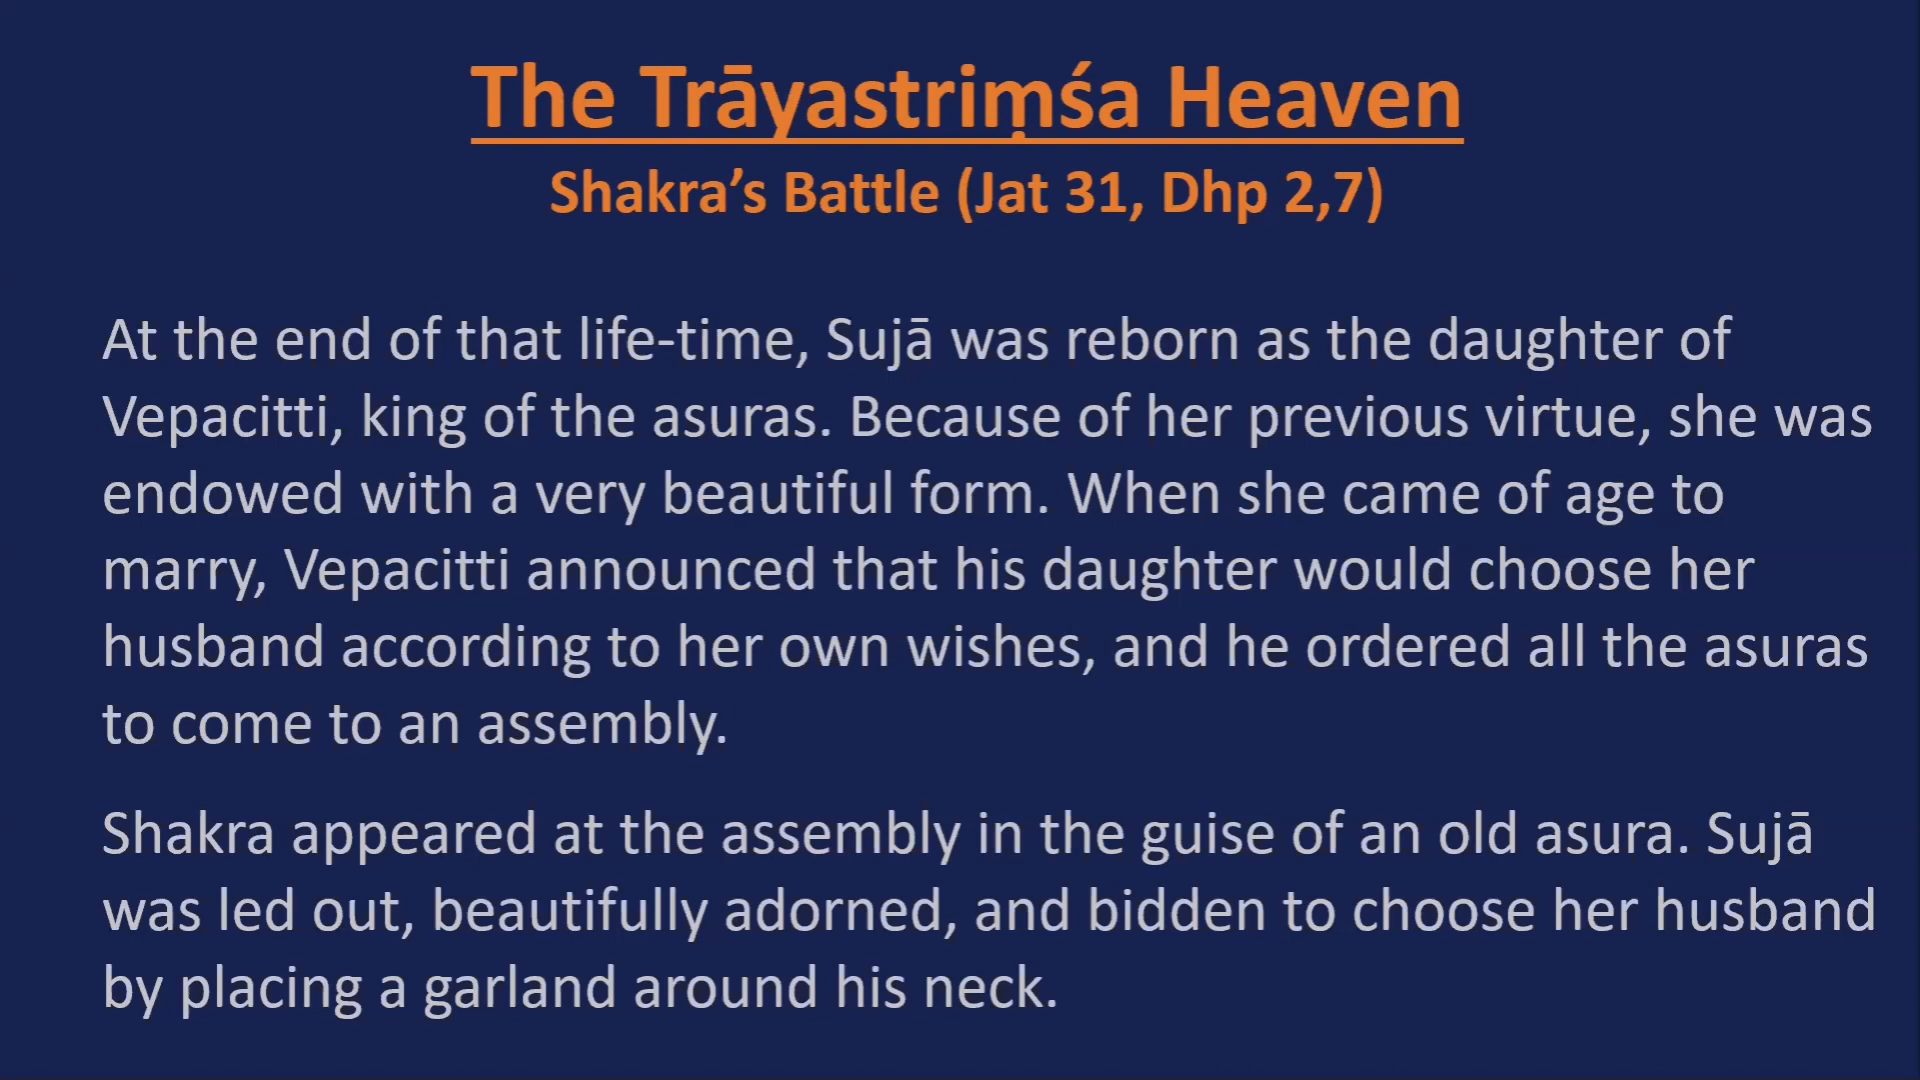 The Trāyastriṃśa Heaven
Shakra’s Battle (Jat 31, Dhp 2,7)
At the end of that life-time, Sujā was reborn as the daughter of
Vepacitti, king of the asuras. Because of her previous virtue, she was
endowed with a very beautiful form. When she came of age to
marry, Vepacitti announced that his daughter would choose her
husband according to her own wishes, and he ordered all the asuras
to come to an assembly.
Shakra appeared at the assembly in the guise of an old asura. Sujā
was led out, beautifully adorned, and bidden to choose her husband
by placing a garland around his neck.